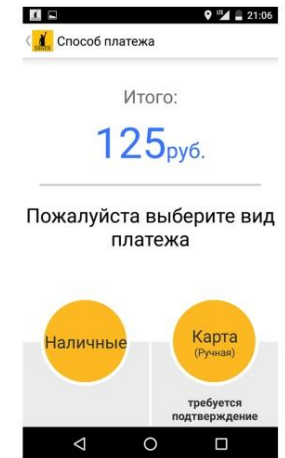 21:06
Способ платежа
Итого:
125руб.
Пожалуйста выберите вид
платежа
Наличные
Карта
(Ручная)
требуется
подтверждение